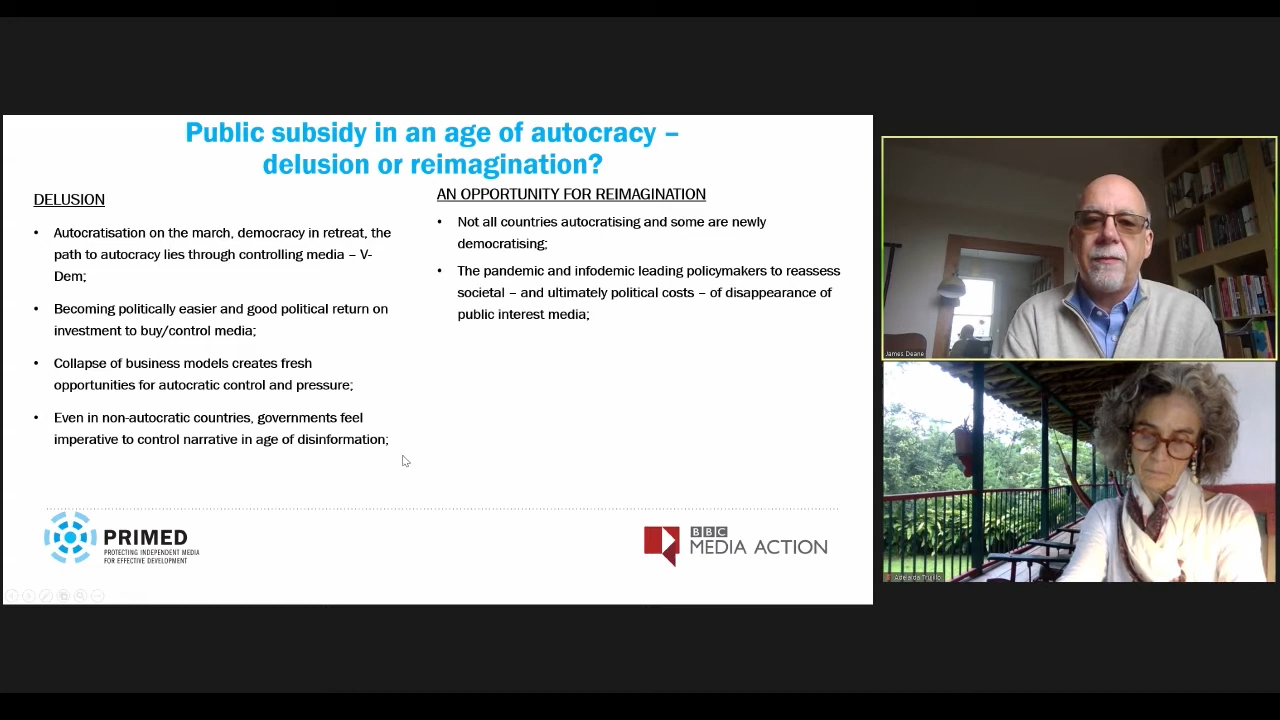 Public subsidy in an age of autocracy –
delusion or reimagination?
DELUSION
• Autocratisation on the march, democracy in retreat, the
path to autocracy lies through controlling media – V-
Dem;
• Becoming politically easier and good political return on
investment to buy/control media;
• Collapse of business models creates fresh
opportunities for autocratic control and pressure;
• Even in non-autocratic countries, governments feel
imperative to control narrative in age of disinformation;
AN OPPORTUNITY FOR REIMAGINATION
• Not all countries autocratising and some are newly
democratising;
• The pandemic and infodemic leading policymakers to reassess
societal – and ultimately political costs – of disappearance of
public interest media;
PRIMED
PROTECTING INDEPENDENT MEDIA
FOR EFFECTIVE DEVELOPMENT
BBC
MEDIA ACTION
James Deane
Adelaida Trujillo